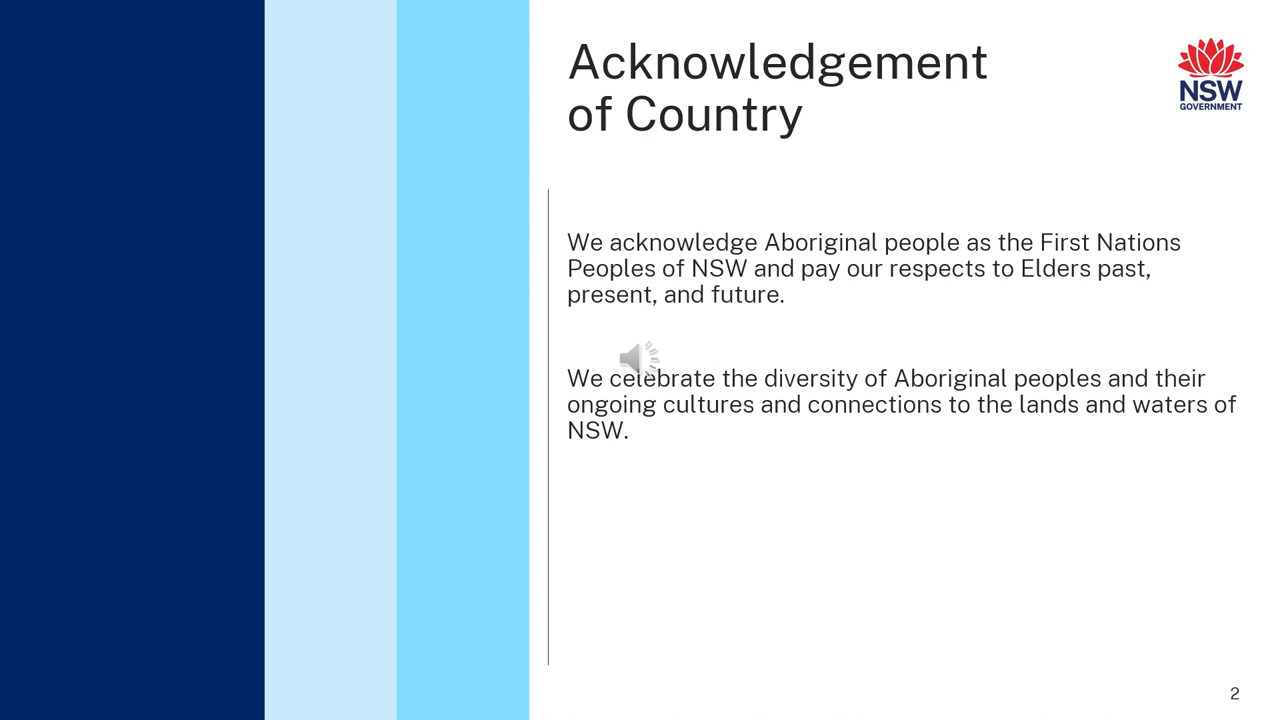 Acknowledgement
of Country
NSW
GOVERNMENT
We acknowledge Aboriginal people as the First Nations
Peoples of NSW and pay our respects to Elders past,
present, and future.
We celebrate the diversity of Aboriginal peoples and their
ongoing cultures and connections to the lands and waters of
NSW.
2